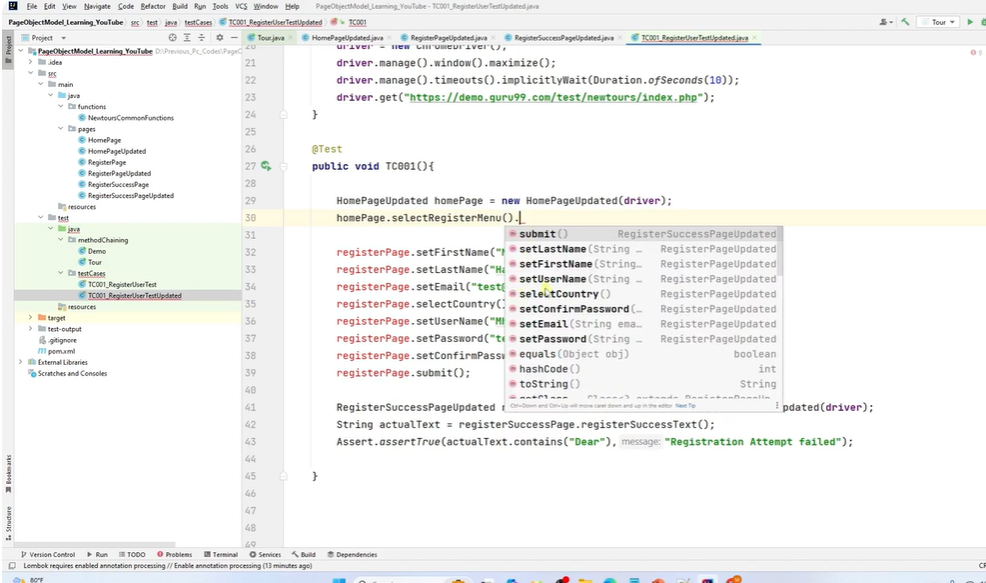 File Edit View Navigate Code Refactor Build Run Tools VCS Window Help PageObjectModel_Learning_YouTube - TC001_RegisterUserTestUpdated.java
PageObjectModel_Learning_YouTube src test java testCases TC001_RegisterUserTestUpdated TC001
Tour
Project
Tour.java HomePageUpdated.java RegisterPageUpdated.java RegisterSuccessPageUpdated.java TC001_RegisterUserTestUpdated.java
PageObjectModel_Learning_YouTube D:\Previous_Pc_Codes\PageO
.idea
src
main
java
functions
NewtoursCommonFunctions
pages
HomePage
HomePageUpdated
RegisterPage
RegisterPageUpdated
RegisterSuccessPage
RegisterSuccessPageUpdated
resources
test
java
methodChaining
Demo
Tour
testCases
TC001_RegisterUserTest
TC001_RegisterUserTestUpdated
resources
target
test-output
.gitignore
pom.xml
External Libraries
Scratches and Consoles
Project
Bookmarks
Structure
20 driver = new ChromeDriver();
21 driver.manage().window().maximize();
22 driver.manage().timeouts().implicitlyWait(Duration.ofSeconds(10));
23 driver.get("https://demo.guru99.com/test/newtours/index.php");
24 }
25
26 @Test
27 public void TC001(){
28
29 HomePageUpdated homePage = new HomePageUpdated(driver);
30 homePage.selectRegisterMenu().
31
32 registerPage.setFirstName("
33 registerPage.setLastName("Ha
34 registerPage.setEmail("test@
35 registerPage.selectCountry()
36 registerPage.setUserName("M
37 registerPage.setPassword("te
38 registerPage.setConfirmPassw
39 registerPage.submit();
40
41 RegisterSuccessPageUpdated pdated(driver);
42 String actualText = registerSuccessPage.registerSuccessText();
43 Assert.assertTrue(actualText.contains("Dear"), message: "Registration Attempt failed");
44
45 }
46
47
48
49
submit() RegisterSuccessPageUpdated
setLastName(String … RegisterPageUpdated
setFirstName(String… RegisterPageUpdated
setUserName(String … RegisterPageUpdated
selectCountry() RegisterPageUpdated
setConfirmPassword(… RegisterPageUpdated
setEmail(String ema… RegisterPageUpdated
setPassword(String … RegisterPageUpdated
equals(Object obj) boolean
hashCode() int
toString() String
getClass
Ctrl+Down and Ctrl+Up will move caret down and up in the editor Next Tip
Version Control Run TODO Problems Terminal Services Build Dependencies
Lombok requires enabled annotation processing // Enable annotation processing (13 minutes ago)
80°F